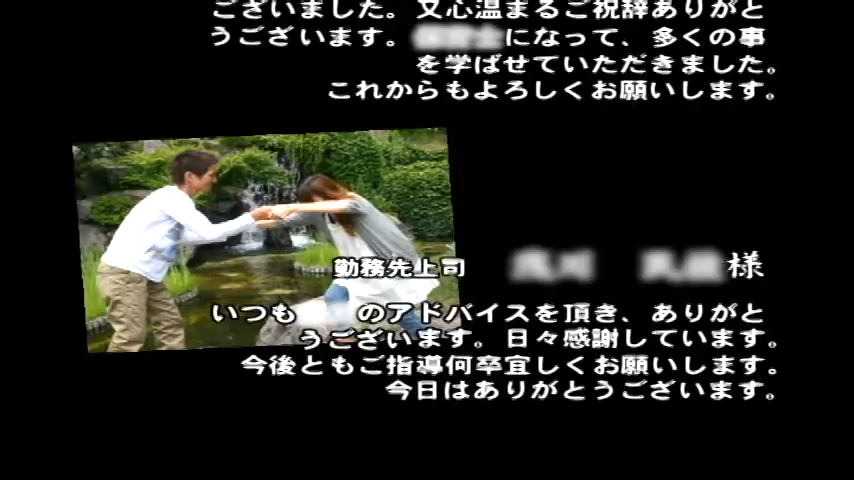 ございました。又心温まるご祝辞ありがと
うございます。になって、多くの事
を学ばせていただきました。
これからもよろしくお願いします。
勤務先上司 様
いつも のアドバイスを頂き、ありがと
うございます。日々感謝しています。
今後ともご指導何卒宜しくお願いします。
今日はありがとうございます。